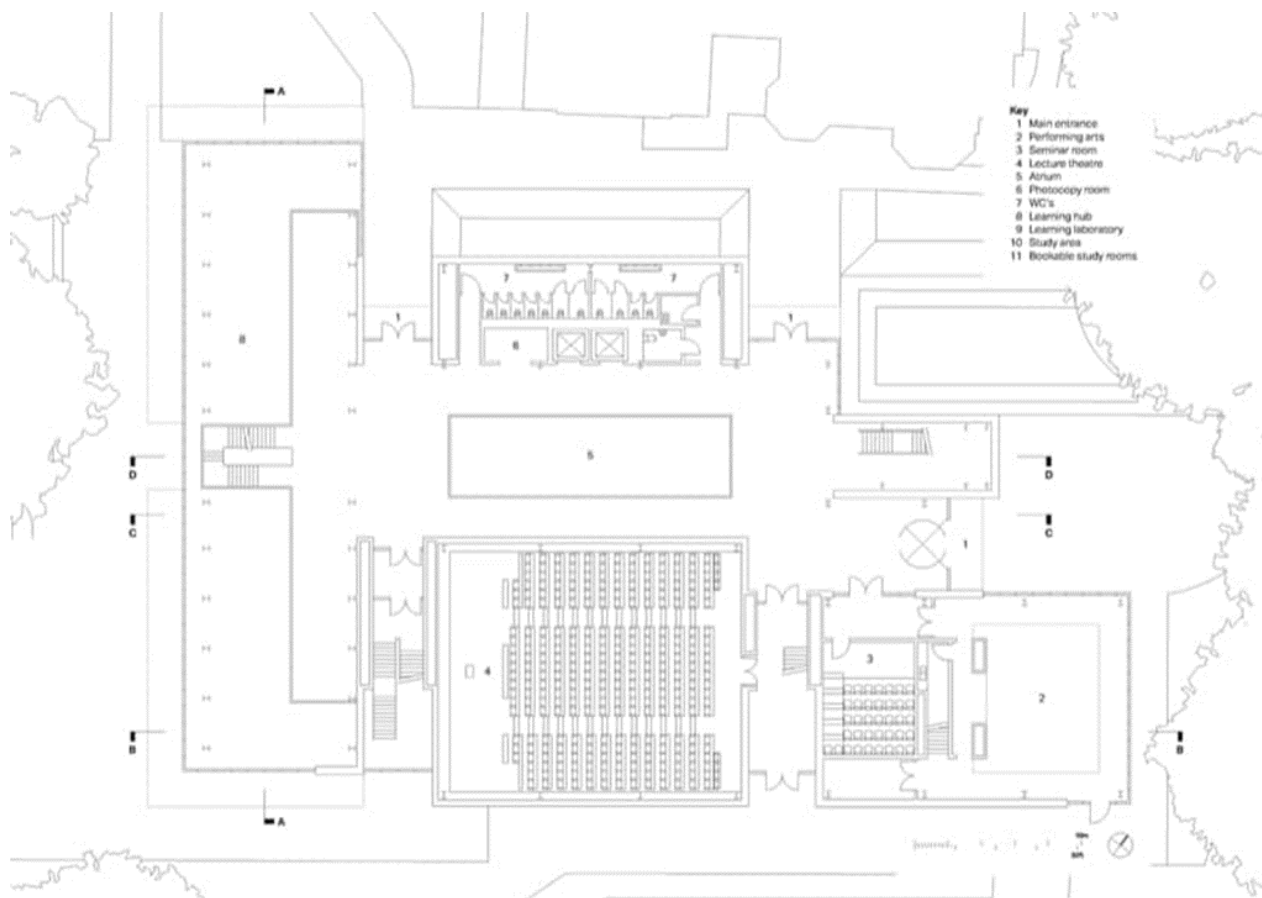 A
Key
1 Main entrance
2 Performing arts
3 Seminar room
4 Lecture theatre
5 Atrium
6 Photocopy room
7 WC's
8 Learning hub
9 Learning laboratory
10 Study area
11 Bookable study rooms
7 7
1 1
8 6
5
D D
C C
1
3
4
2
B B
A
10m